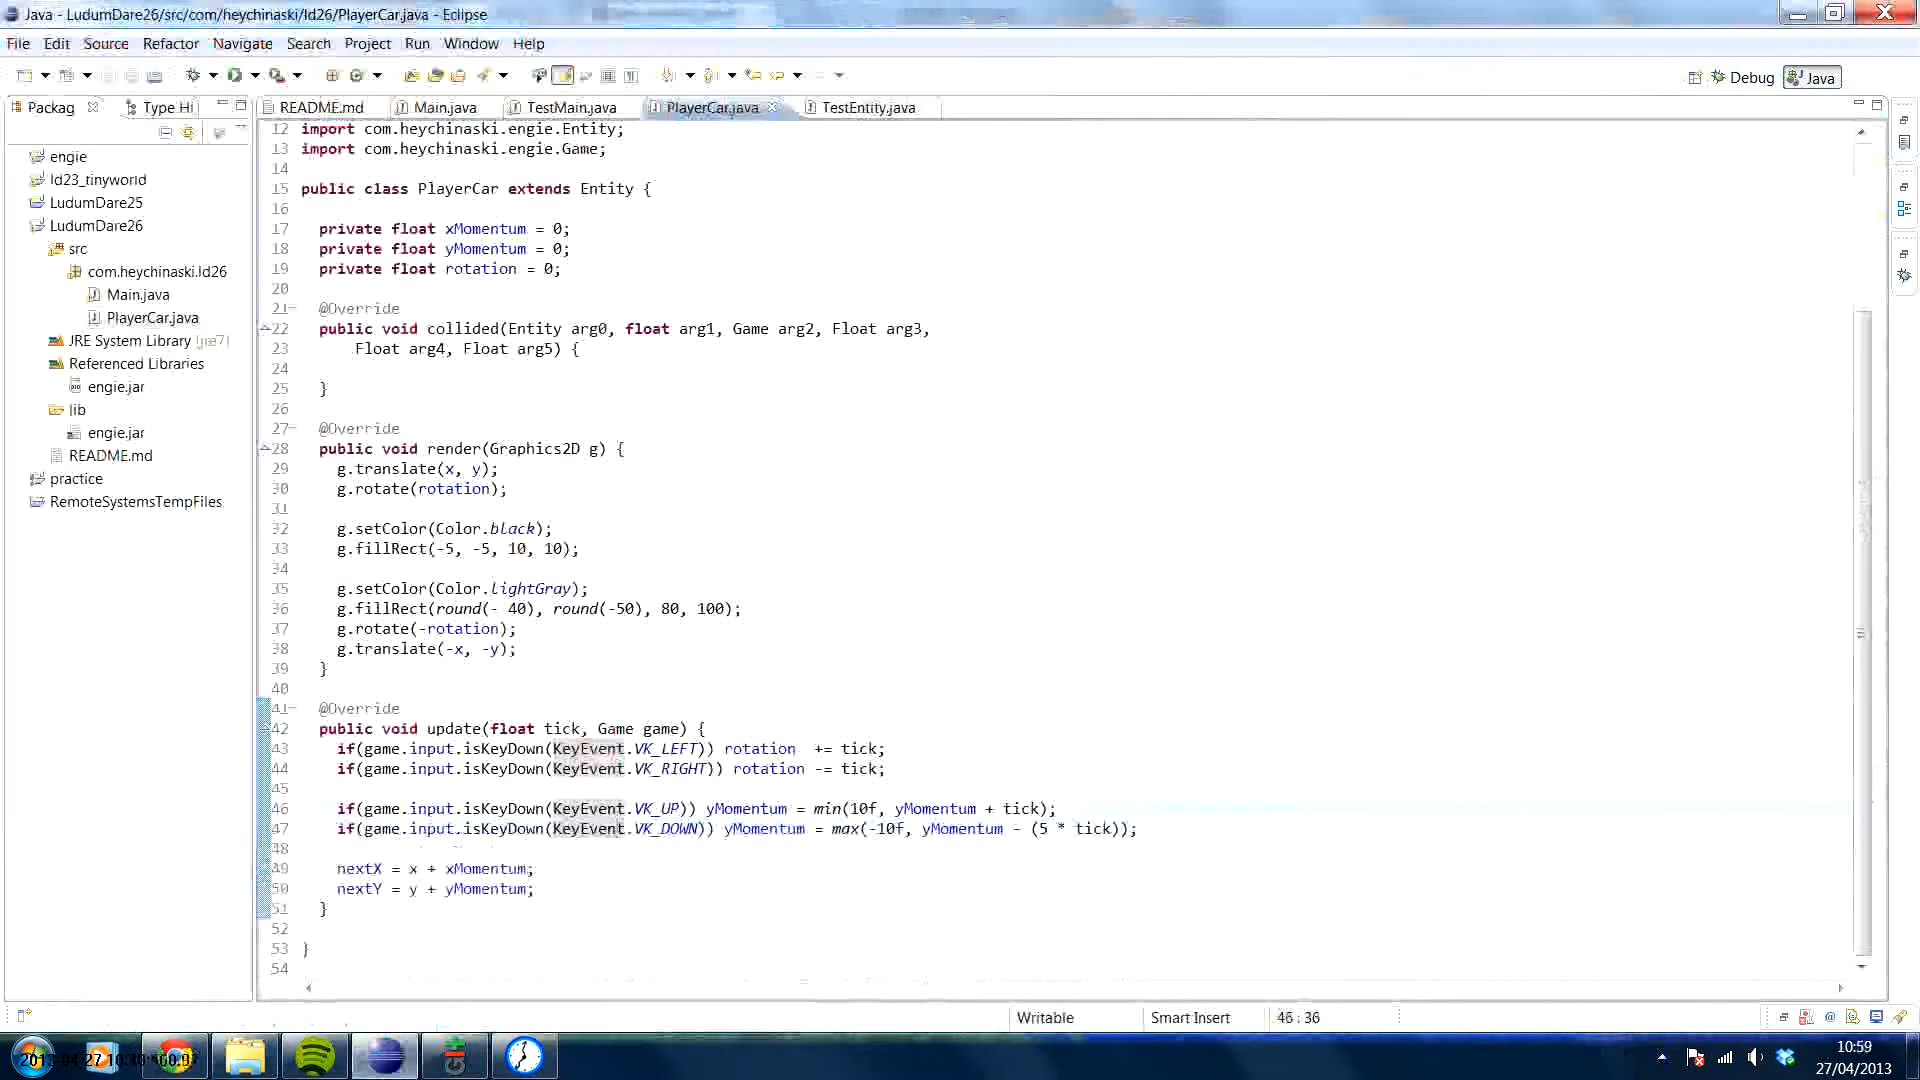 Java - LudumDare26/src/com/heychinaski/ld26/PlayerCar.java - Eclipse
File Edit Source Refactor Navigate Search Project Run Window Help
Debug Java
Packag Type Hi
README.md Main.java TestMain.java PlayerCar.java TestEntity.java
engie
ld23_tinyworld
LudumDare25
LudumDare26
src
com.heychinaski.ld26
Main.java
PlayerCar.java
JRE System Library [jre7]
Referenced Libraries
engie.jar
lib
engie.jar
README.md
practice
RemoteSystemsTempFiles
12 import com.heychinaski.engie.Entity;
13 import com.heychinaski.engie.Game;
14
15 public class PlayerCar extends Entity {
16
17 private float xMomentum = 0;
18 private float yMomentum = 0;
19 private float rotation = 0;
20
21 @Override
22 public void collided(Entity arg0, float arg1, Game arg2, Float arg3,
23 Float arg4, Float arg5) {
24
25 }
26
27 @Override
28 public void render(Graphics2D g) {
29 g.translate(x, y);
30 g.rotate(rotation);
31
32 g.setColor(Color.black);
33 g.fillRect(-5, -5, 10, 10);
34
35 g.setColor(Color.lightGray);
36 g.fillRect(round(- 40), round(-50), 80, 100);
37 g.rotate(-rotation);
38 g.translate(-x, -y);
39 }
40
41 @Override
42 public void update(float tick, Game game) {
43 if(game.input.isKeyDown(KeyEvent.VK_LEFT)) rotation += tick;
44 if(game.input.isKeyDown(KeyEvent.VK_RIGHT)) rotation -= tick;
45
46 if(game.input.isKeyDown(KeyEvent.VK_UP)) yMomentum = min(10f, yMomentum + tick);
47 if(game.input.isKeyDown(KeyEvent.VK_DOWN)) yMomentum = max(-10f, yMomentum - (5 * tick));
48
49 nextX = x + xMomentum;
50 nextY = y + yMomentum;
51 }
52
53 }
54
Writable Smart Insert 46 : 36
10:59
27/04/2013
2013-04-27